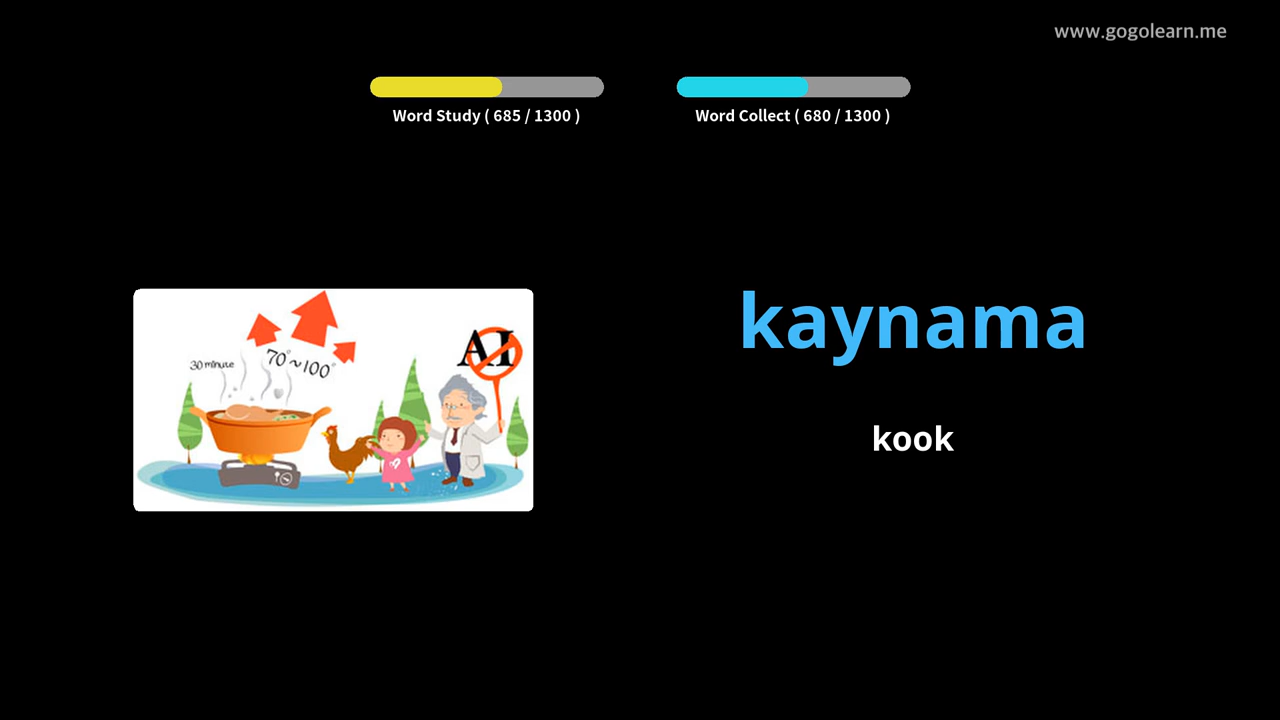 www.gogolearn.me
Word Study ( 685 / 1300 )
Word Collect ( 680 / 1300 )
30 minute
70°~100°
AI
kaynama
kook